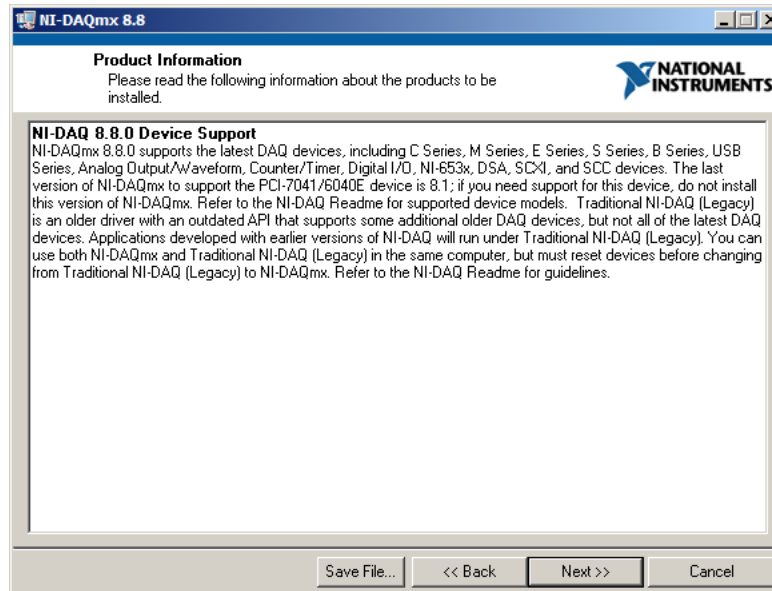 NI-DAQmx 8.8
Product Information
Please read the following information about the products to be
installed.
NATIONAL
INSTRUMENTS
NI-DAQ 8.8.0 Device Support
NI-DAQmx 8.8.0 supports the latest DAQ devices, including C Series, M Series, E Series, S Series, B Series, USB
Series, Analog Output/Waveform, Counter/Timer, Digital I/O, NI-653x, DSA, SCXI, and SCC devices. The last
version of NI-DAQmx to support the PCI-7041/6040E device is 8.1; if you need support for this device, do not install
this version of NI-DAQmx. Refer to the NI-DAQ Readme for supported device models. Traditional NI-DAQ (Legacy)
is an older driver with an outdated API that supports some additional older DAQ devices, but not all of the latest DAQ
devices. Applications developed with earlier versions of NI-DAQ will run under Traditional NI-DAQ (Legacy). You can
use both NI-DAQmx and Traditional NI-DAQ (Legacy) in the same computer, but must reset devices before changing
from Traditional NI-DAQ (Legacy) to NI-DAQmx. Refer to the NI-DAQ Readme for guidelines.
Save File... << Back Next >> Cancel